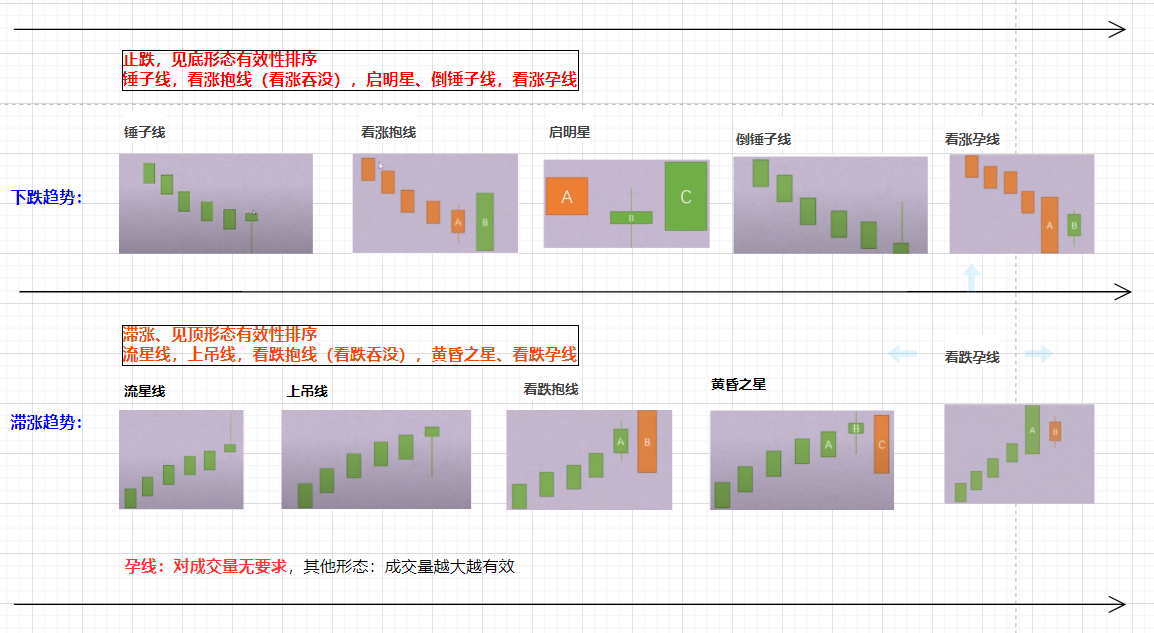 止跌，见底形态有效性排序
锤子线，看涨抱线（看涨吞没），启明星、倒锤子线，看涨孕线
锤子线
看涨抱线
启明星
倒锤子线
看涨孕线
下跌趋势：
A
B
A
B
C
A
B
滞涨、见顶形态有效性排序
流星线，上吊线，看跌抱线（看跌吞没），黄昏之星、看跌孕线
流星线
上吊线
看跌抱线
黄昏之星
看跌孕线
滞涨趋势：
A
B
A
B
C
A
B
孕线：对成交量无要求，其他形态：成交量越大越有效